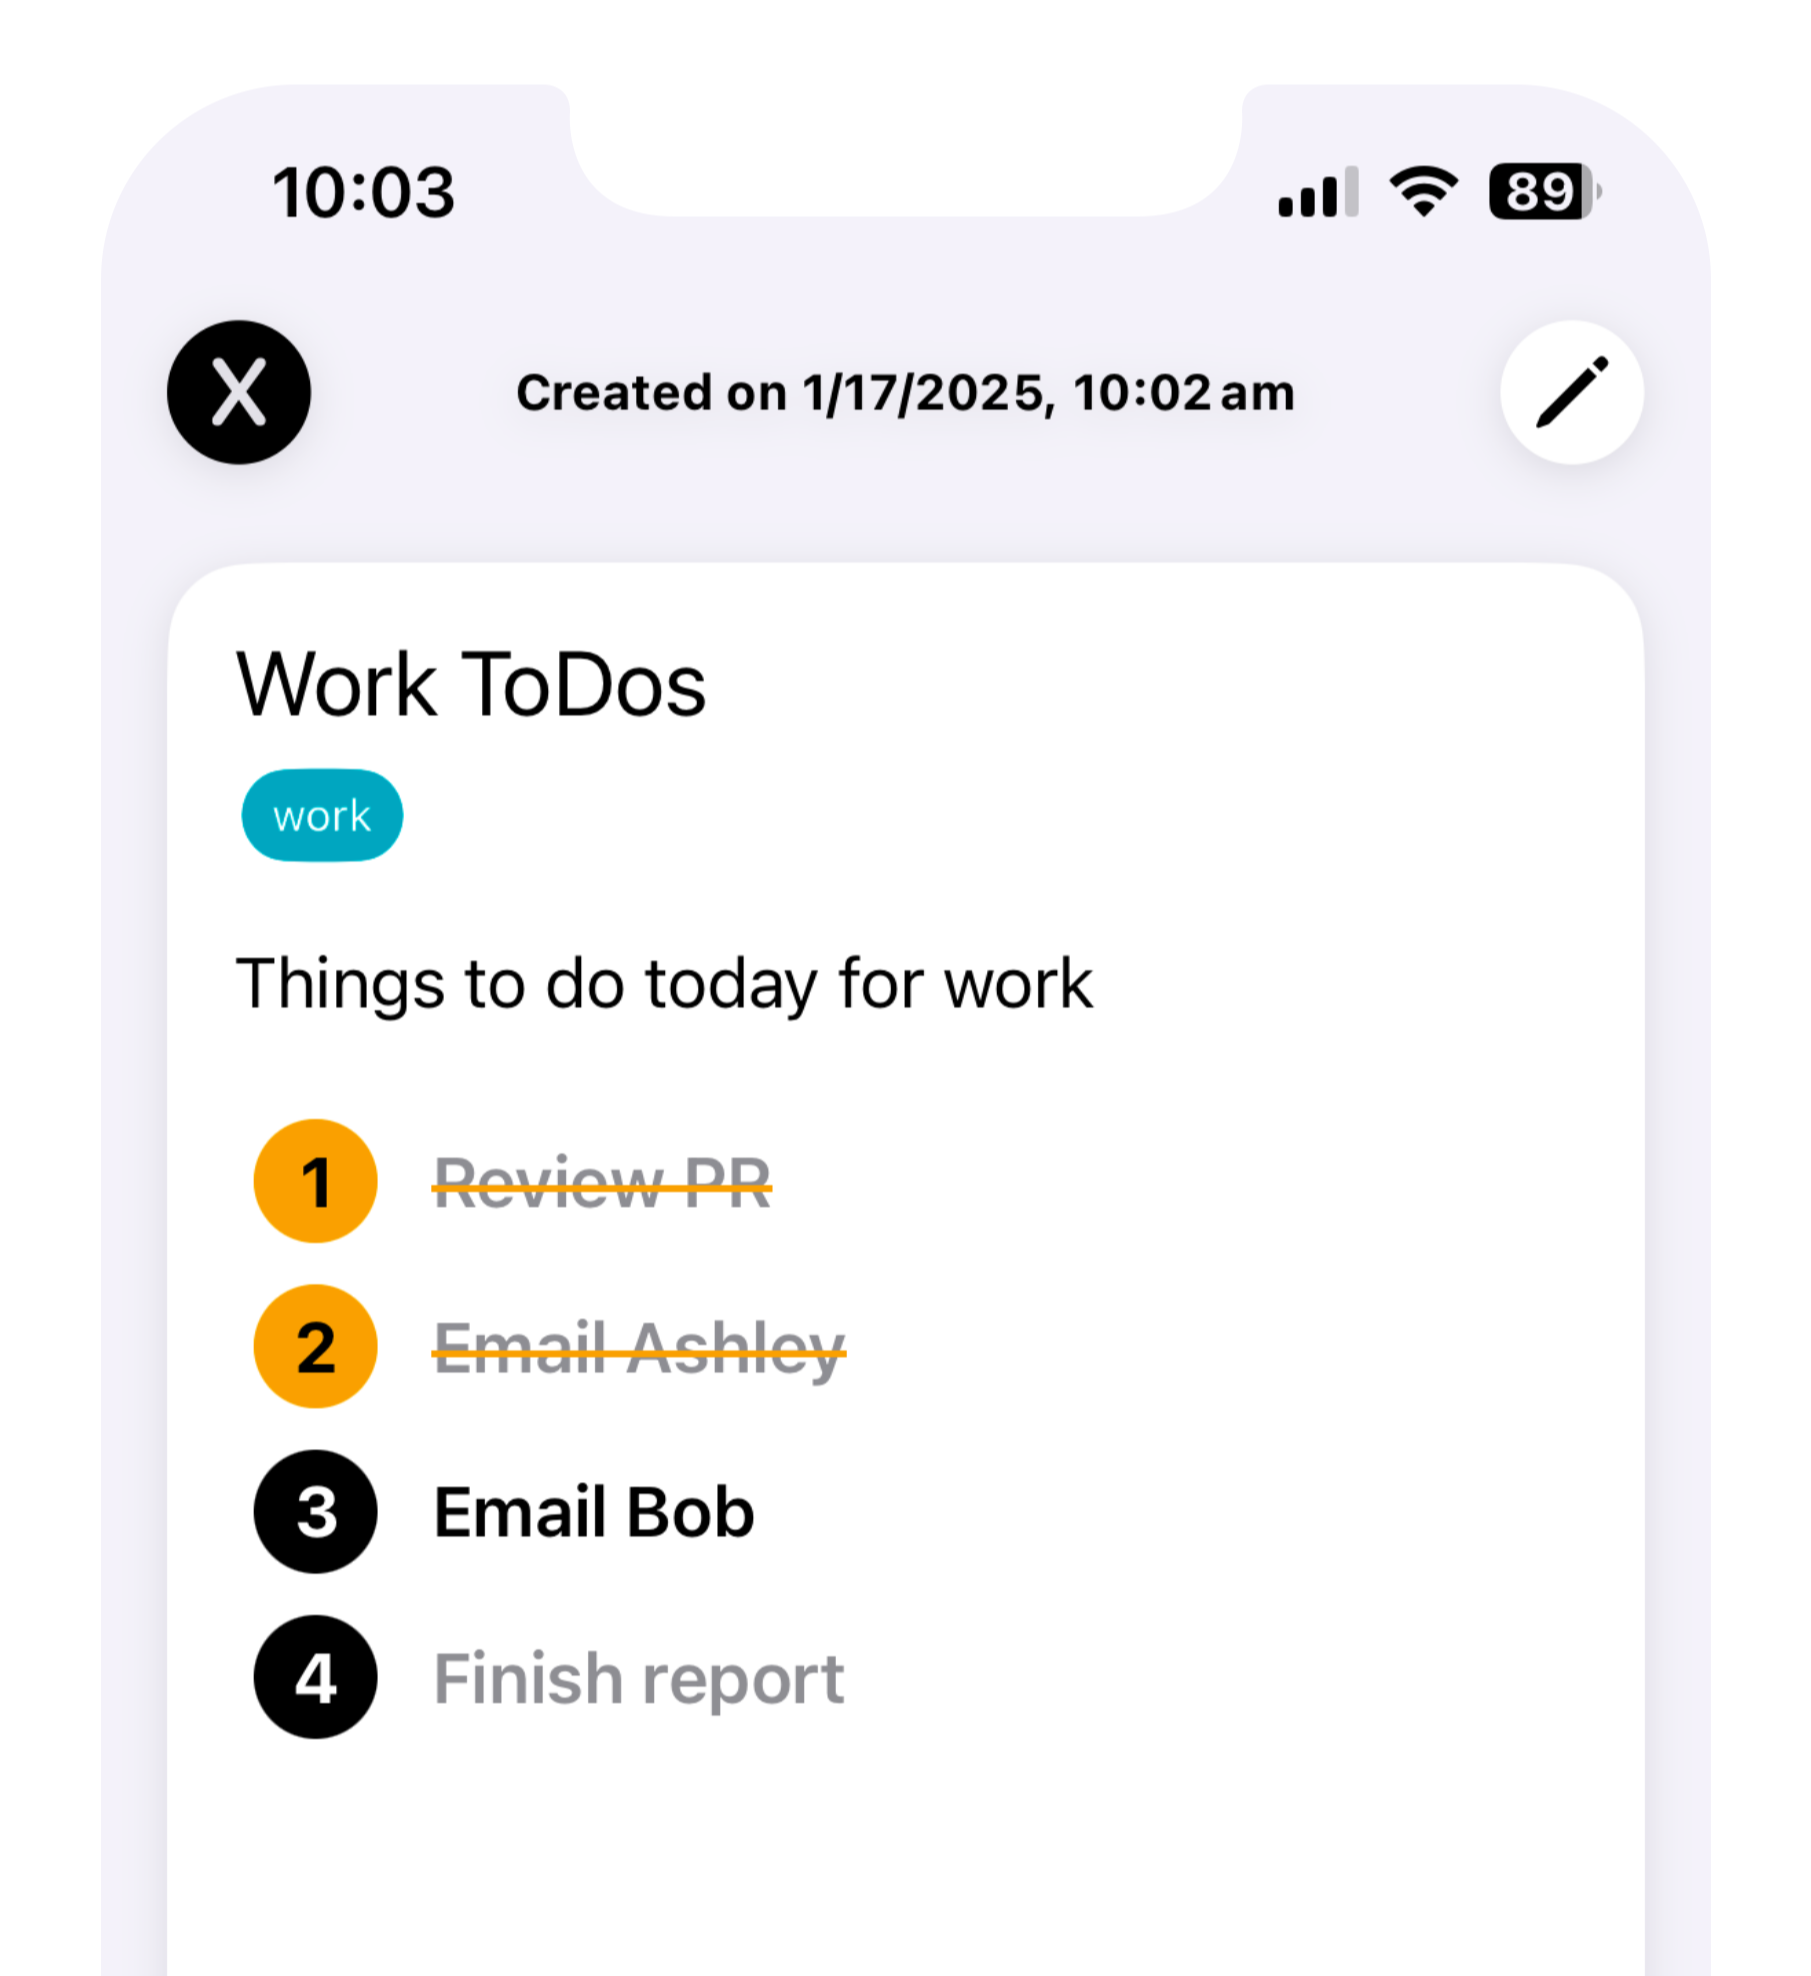 10:03 89
Created on 1/17/2025, 10:02 am
Work ToDos
work
Things to do today for work
1 Review PR
2 Email Ashley
3 Email Bob
4 Finish report